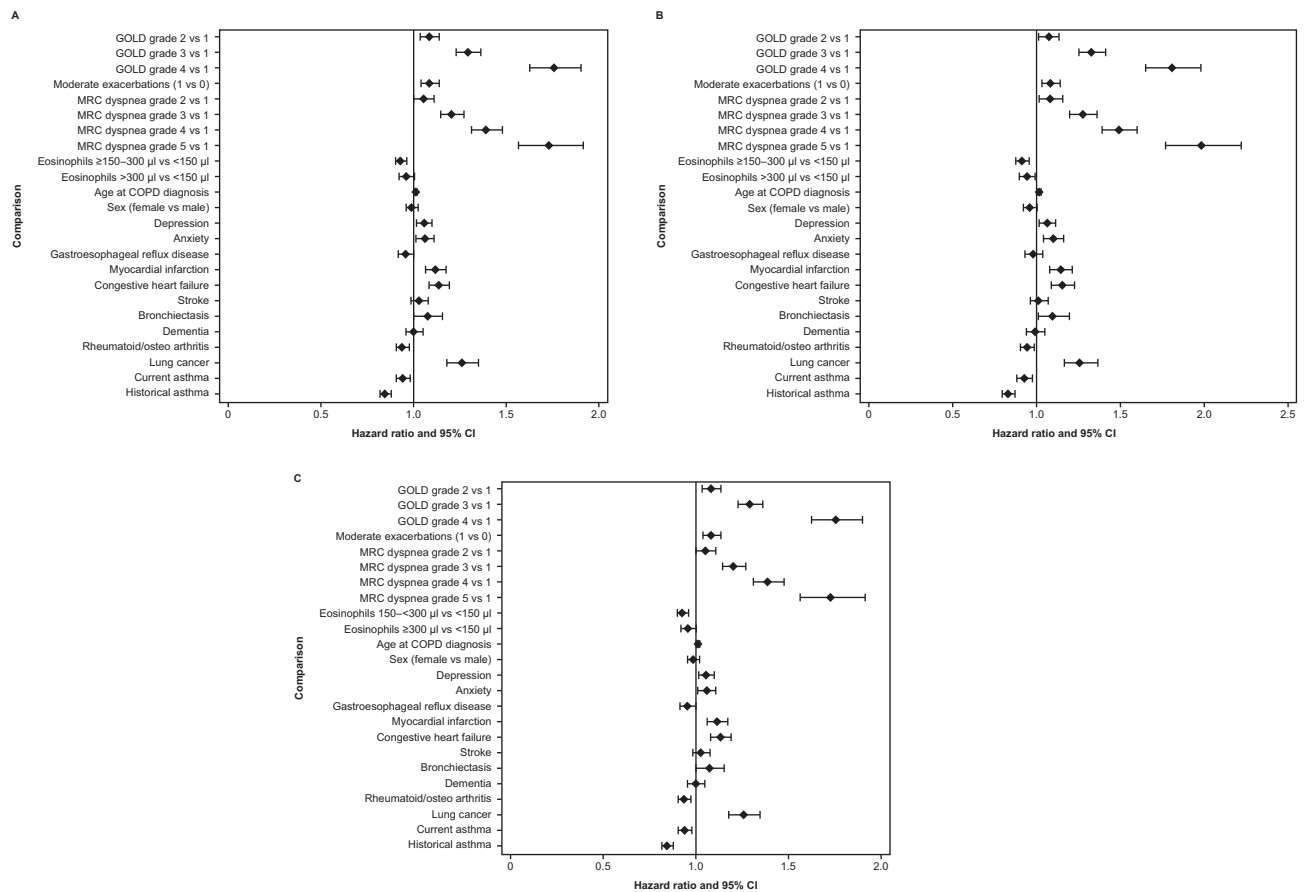 A
GOLD grade 2 vs 1
GOLD grade 3 vs 1
GOLD grade 4 vs 1
Moderate exacerbations (1 vs 0)
MRC dyspnea grade 2 vs 1
MRC dyspnea grade 3 vs 1
MRC dyspnea grade 4 vs 1
MRC dyspnea grade 5 vs 1
Eosinophils ≥150–300 µl vs <150 µl
Eosinophils >300 µl vs <150 µl
Age at COPD diagnosis
Sex (female vs male)
Depression
Anxiety
Gastroesophageal reflux disease
Myocardial infarction
Congestive heart failure
Stroke
Bronchiectasis
Dementia
Rheumatoid/osteo arthritis
Lung cancer
Current asthma
Historical asthma
Comparison
0 0.5 1.0 1.5 2.0
Hazard ratio and 95% CI
B
GOLD grade 2 vs 1
GOLD grade 3 vs 1
GOLD grade 4 vs 1
Moderate exacerbations (1 vs 0)
MRC dyspnea grade 2 vs 1
MRC dyspnea grade 3 vs 1
MRC dyspnea grade 4 vs 1
MRC dyspnea grade 5 vs 1
Eosinophils ≥150–300 µl vs <150 µl
Eosinophils >300 µl vs <150 µl
Age at COPD diagnosis
Sex (female vs male)
Depression
Anxiety
Gastroesophageal reflux disease
Myocardial infarction
Congestive heart failure
Stroke
Bronchiectasis
Dementia
Rheumatoid/osteo arthritis
Lung cancer
Current asthma
Historical asthma
Comparison
0 0.5 1.0 1.5 2.0 2.5
Hazard ratio and 95% CI
C
GOLD grade 2 vs 1
GOLD grade 3 vs 1
GOLD grade 4 vs 1
Moderate exacerbations (1 vs 0)
MRC dyspnea grade 2 vs 1
MRC dyspnea grade 3 vs 1
MRC dyspnea grade 4 vs 1
MRC dyspnea grade 5 vs 1
Eosinophils 150–<300 µl vs <150 µl
Eosinophils ≥300 µl vs <150 µl
Age at COPD diagnosis
Sex (female vs male)
Depression
Anxiety
Gastroesophageal reflux disease
Myocardial infarction
Congestive heart failure
Stroke
Bronchiectasis
Dementia
Rheumatoid/osteo arthritis
Lung cancer
Current asthma
Historical asthma
Comparison
0 0.5 1.0 1.5 2.0
Hazard ratio and 95% CI